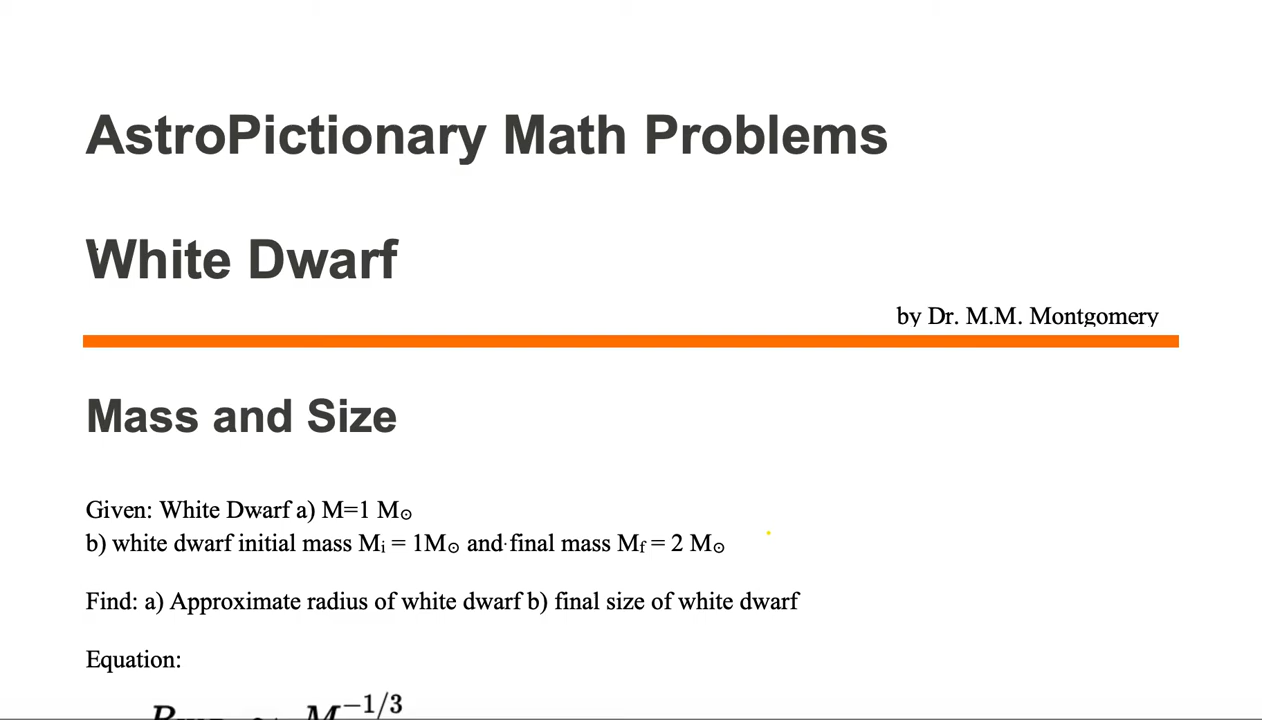 AstroPictionary Math Problems
White Dwarf
by Dr. M.M. Montgomery
Mass and Size
Given: White Dwarf a) M=1 M⊙
b) white dwarf initial mass Mᵢ = 1M⊙ and final mass M_f = 2 M⊙
Find: a) Approximate radius of white dwarf b) final size of white dwarf
Equation:
M^{-1/3}